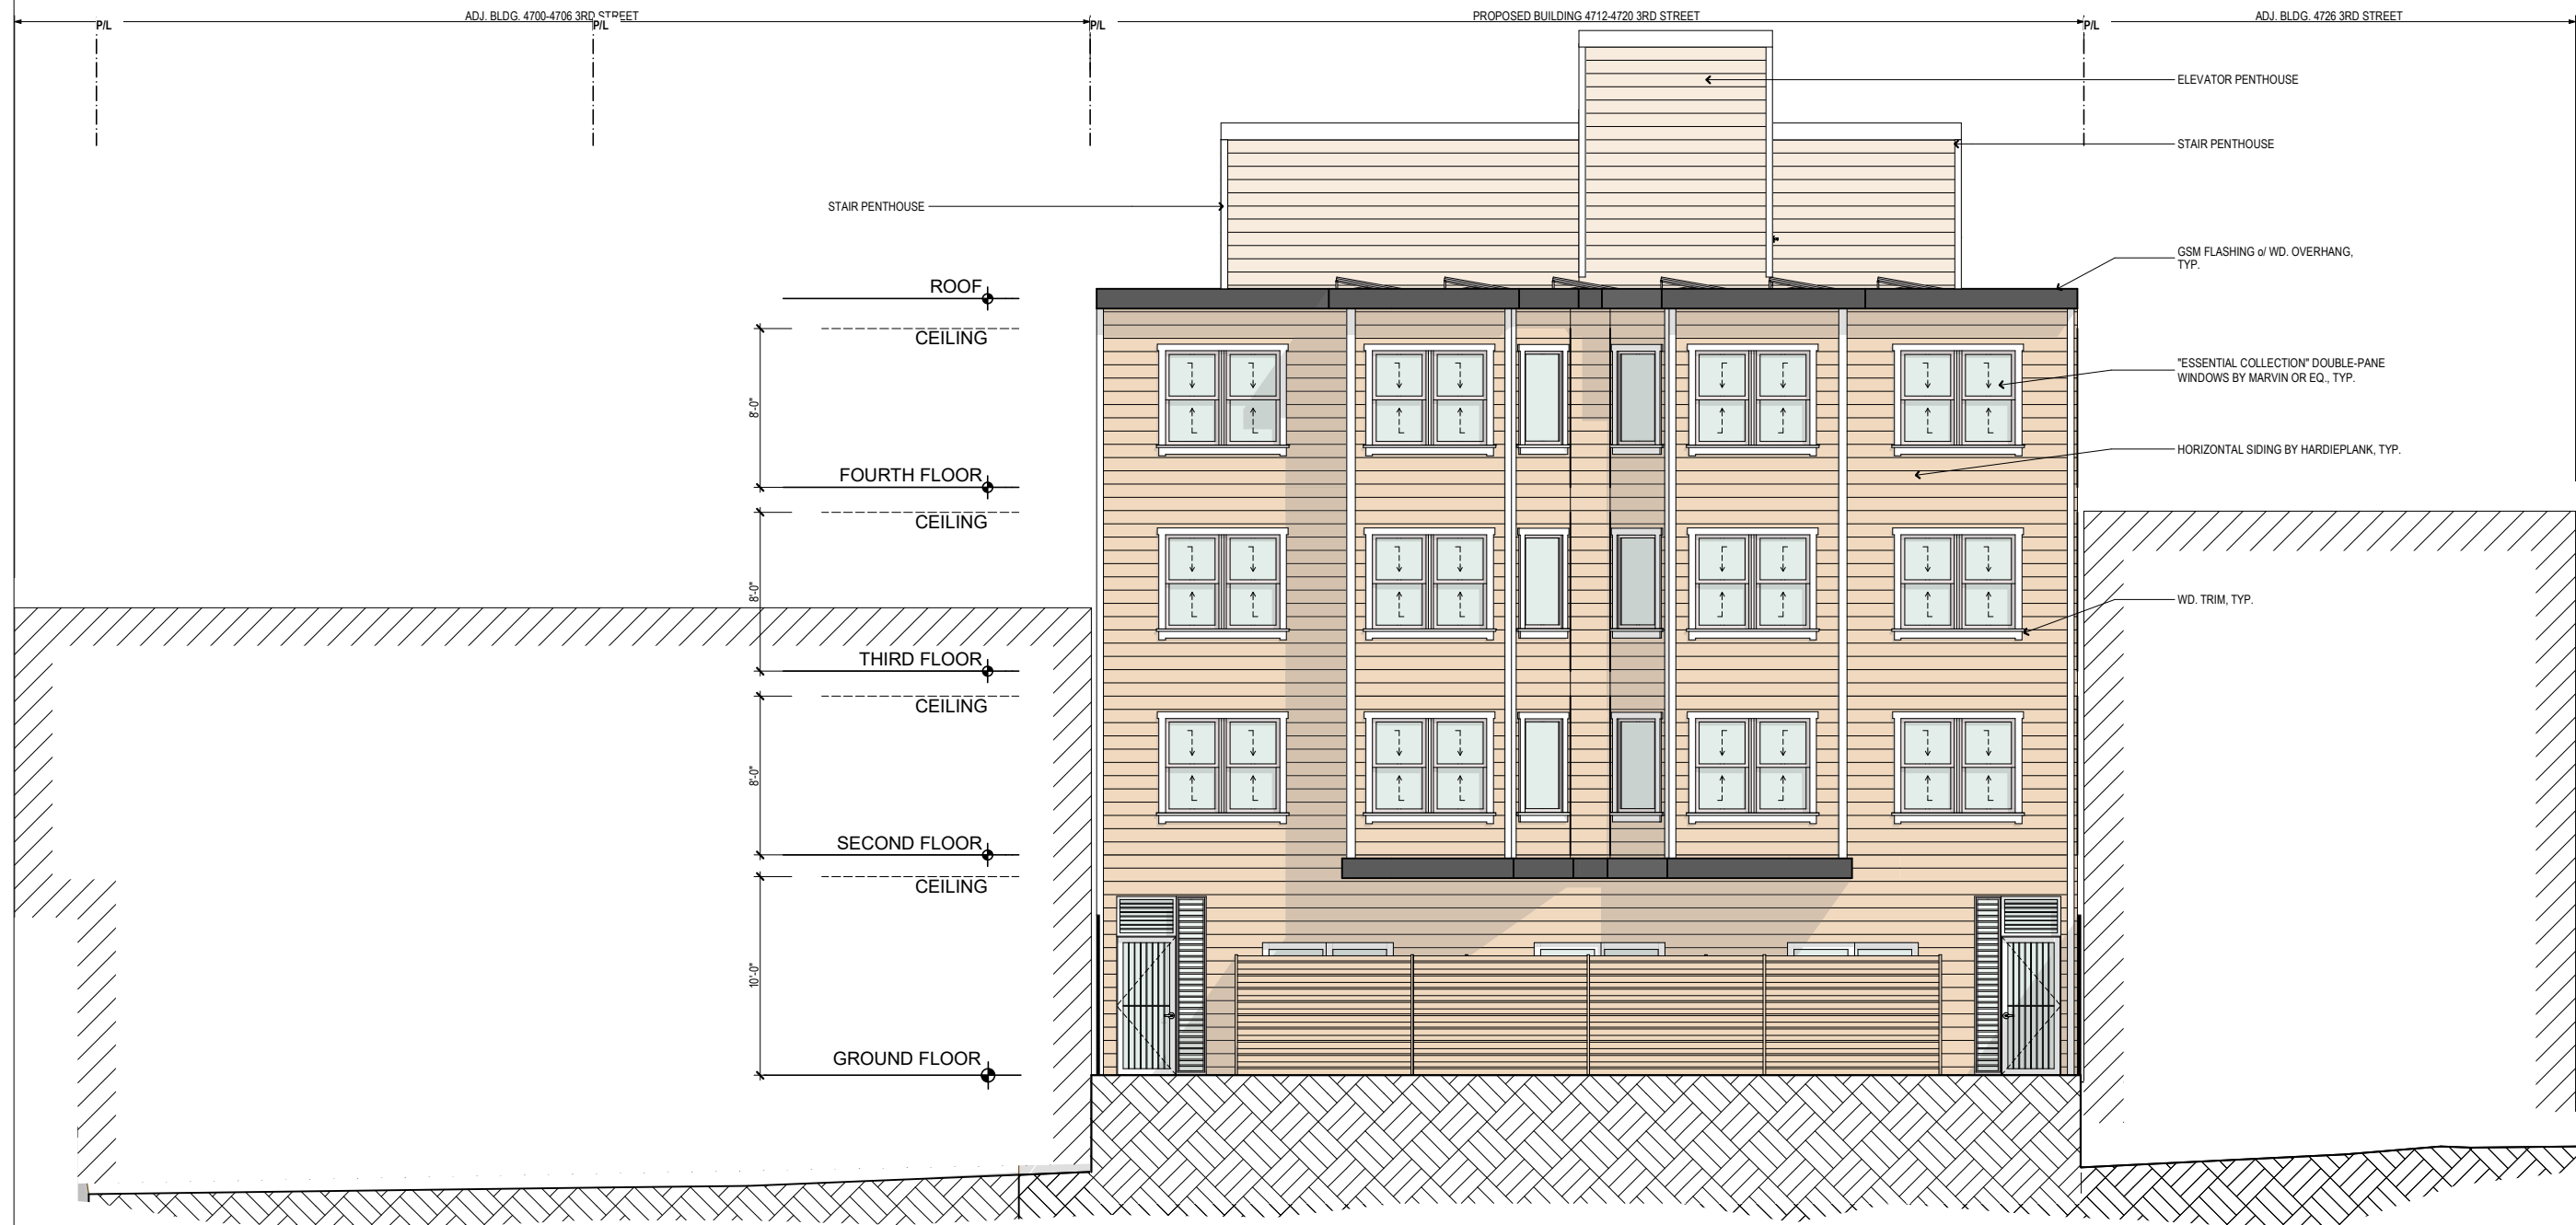 ADJ. BLDG. 4700-4706 3RD STREET
PROPOSED BUILDING 4712-4720 3RD STREET
ADJ. BLDG. 4726 3RD STREET
P/L
P/L
P/L
P/L
ELEVATOR PENTHOUSE
STAIR PENTHOUSE
STAIR PENTHOUSE
GSM FLASHING o/ WD. OVERHANG,
TYP.
ROOF
CEILING
"ESSENTIAL COLLECTION" DOUBLE-PANE
WINDOWS BY MARVIN OR EQ., TYP.
8'-0"
HORIZONTAL SIDING BY HARDIEPLANK, TYP.
FOURTH FLOOR
CEILING
8'-0"
WD. TRIM, TYP.
THIRD FLOOR
CEILING
8'-0"
SECOND FLOOR
CEILING
10'-0"
GROUND FLOOR